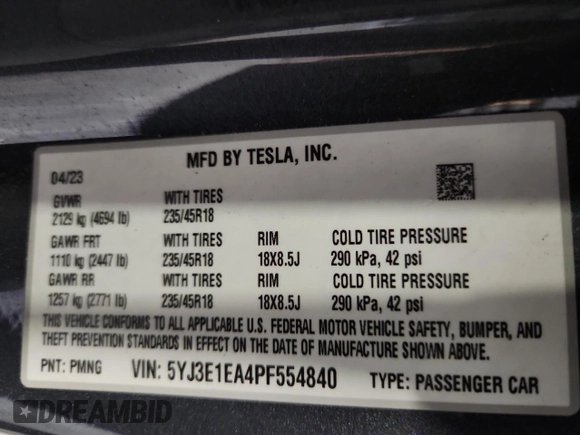 MFD BY TESLA, INC.
04/23
GVWR WITH TIRES
2129 kg (4694 lb) 235/45R18
GAWR FRT WITH TIRES RIM COLD TIRE PRESSURE
1110 kg (2447 lb) 235/45R18 18X8.5J 290 kPa, 42 psi
GAWR RR WITH TIRES RIM COLD TIRE PRESSURE
1257 kg (2771 lb) 235/45R18 18X8.5J 290 kPa, 42 psi
THIS VEHICLE CONFORMS TO ALL APPLICABLE U.S. FEDERAL MOTOR VEHICLE SAFETY, BUMPER, AND
THEFT PREVENTION STANDARDS IN EFFECT ON THE DATE OF MANUFACTURE SHOWN ABOVE.
PNT: PMNG VIN: 5YJ3E1EA4PF554840 TYPE: PASSENGER CAR
DREAMBID